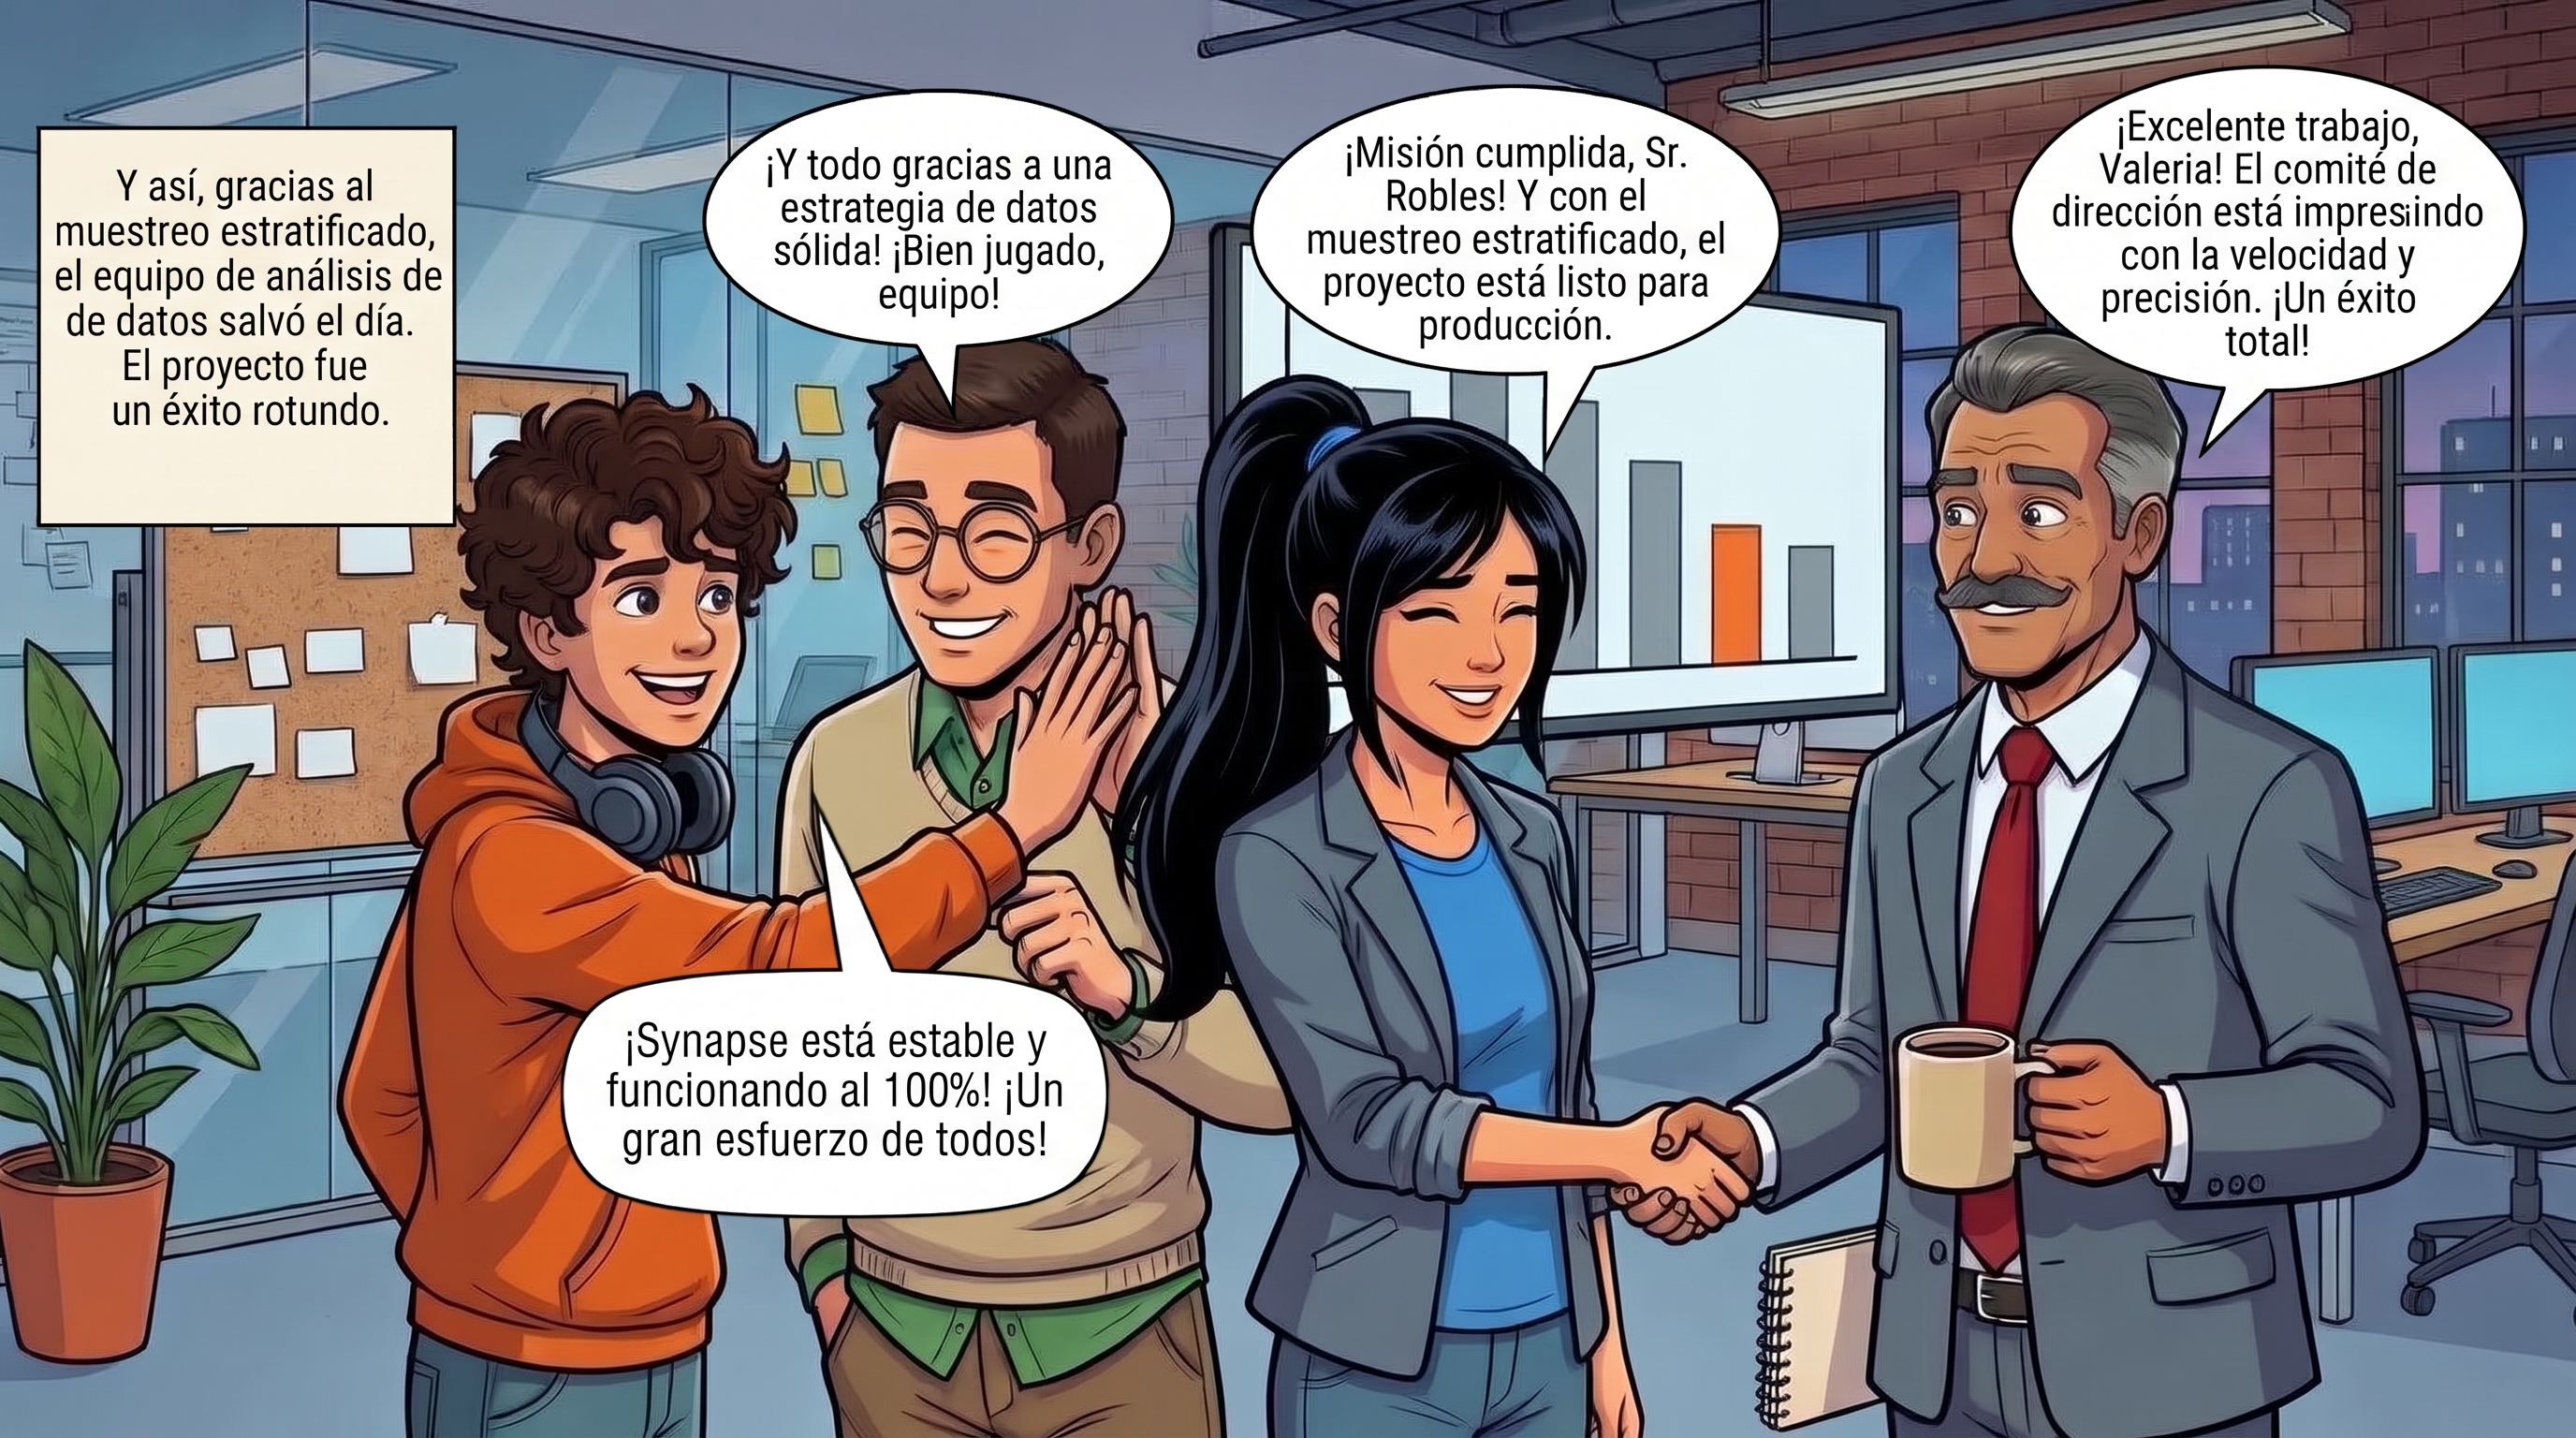 Y así, gracias al
muestreo estratificado,
el equipo de análisis de
de datos salvó el día.
El proyecto fue
un éxito rotundo.
¡Y todo gracias a una
estrategia de datos
sólida! ¡Bien jugado,
equipo!
¡Misión cumplida, Sr.
Robles! Y con el
muestreo estratificado, el
proyecto está listo para
producción.
¡Excelente trabajo,
Valeria! El comité de
dirección está impresiindo
con la velocidad y
precisión. ¡Un éxito
total!
¡Synapse está estable y
funcionando al 100%! ¡Un
gran esfuerzo de todos!